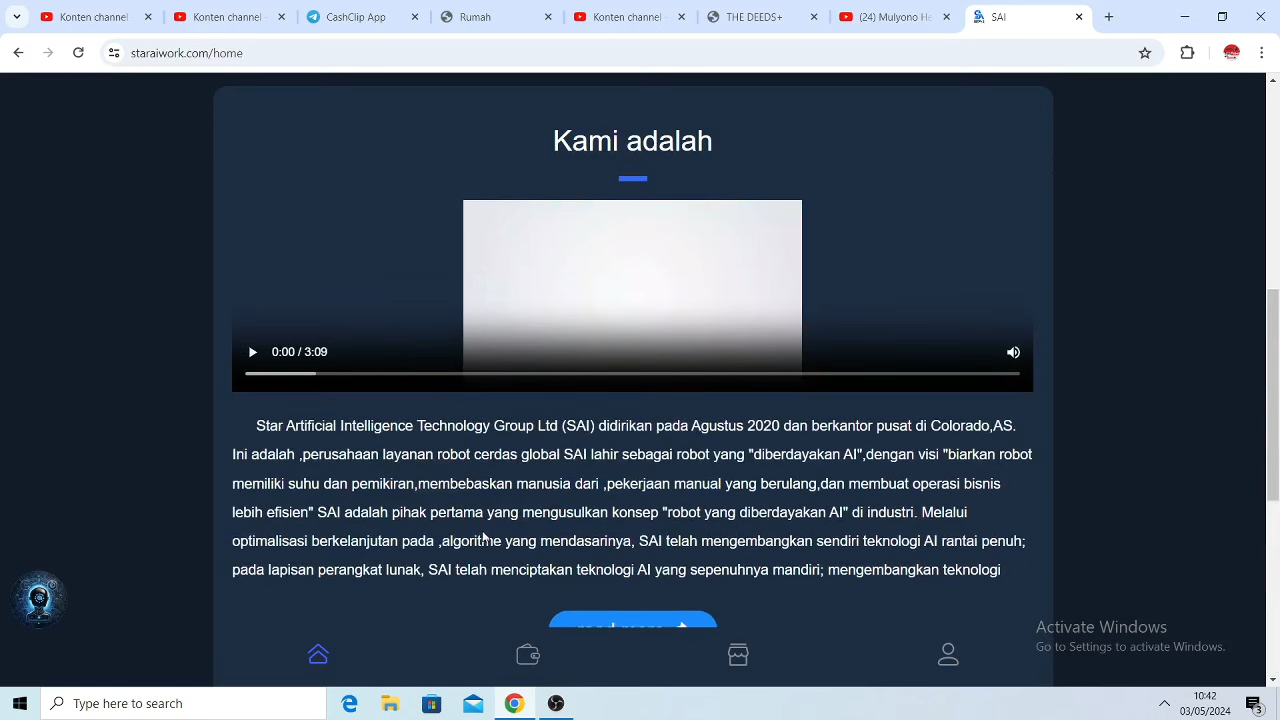 Konten channel -
Konten channel -
CashClip App
Rumah
Konten channel -
THE DEEDS+
(24) Mulyono He
SAI
staraiwork.com/home
Kami adalah
0:00 / 3:09
Star Artificial Intelligence Technology Group Ltd (SAI) didirikan pada Agustus 2020 dan berkantor pusat di Colorado,AS.
Ini adalah ,perusahaan layanan robot cerdas global SAI lahir sebagai robot yang "diberdayakan AI",dengan visi "biarkan robot
memiliki suhu dan pemikiran,membebaskan manusia dari ,pekerjaan manual yang berulang,dan membuat operasi bisnis
lebih efisien" SAI adalah pihak pertama yang mengusulkan konsep "robot yang diberdayakan AI" di industri. Melalui
optimalisasi berkelanjutan pada ,algorithe yang mendasarinya, SAI telah mengembangkan sendiri teknologi AI rantai penuh;
pada lapisan perangkat lunak, SAI telah menciptakan teknologi AI yang sepenuhnya mandiri; mengembangkan teknologi
read more
Activate Windows
Go to Settings to activate Windows.
Type here to search
10:42
03/05/2024
3